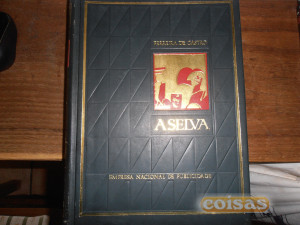 FERREIRA DE CASTRO
A SELVA
EMPRESA NACIONAL DE PUBLICIDADE
coisas